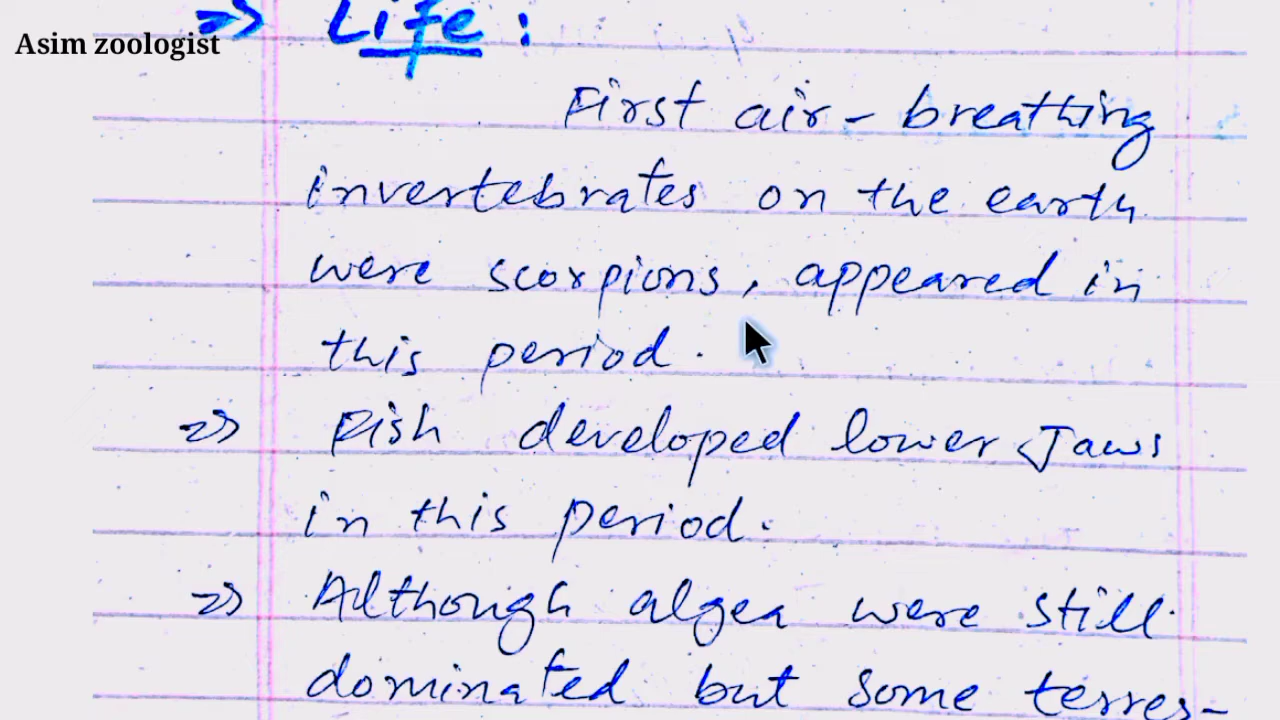 ⇒ Life :
Asim zoologist
First air - breathing
invertebrates on the earth
were scorpions, appeared in
this period.
⇒ Fish developed lower Jaws
in this period.
⇒ Although algea were still
dominated but some terres-